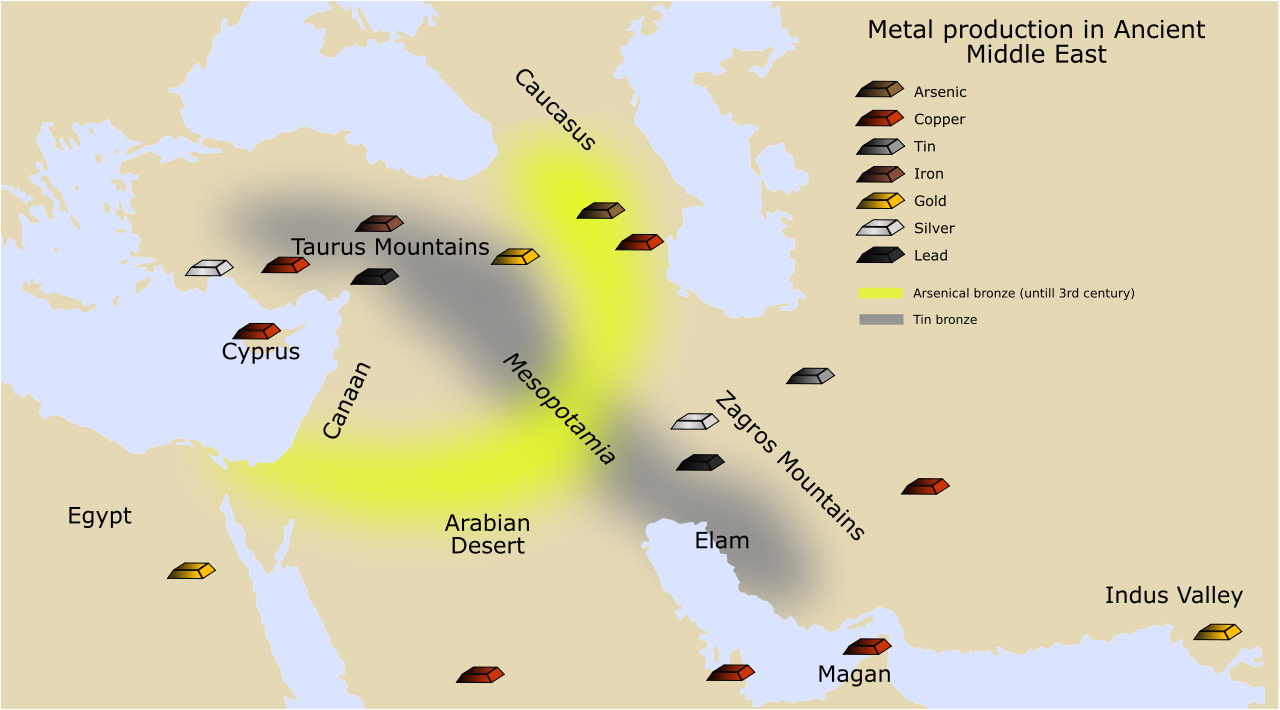 Metal production in Ancient
Middle East
Arsenic
Copper
Tin
Iron
Gold
Silver
Lead
Arsenical bronze (untill 3rd century)
Tin bronze
Caucasus
Taurus Mountains
Cyprus
Canaan
Mesopotamia
Zagros Mountains
Egypt
Arabian
Desert
Elam
Indus Valley
Magan